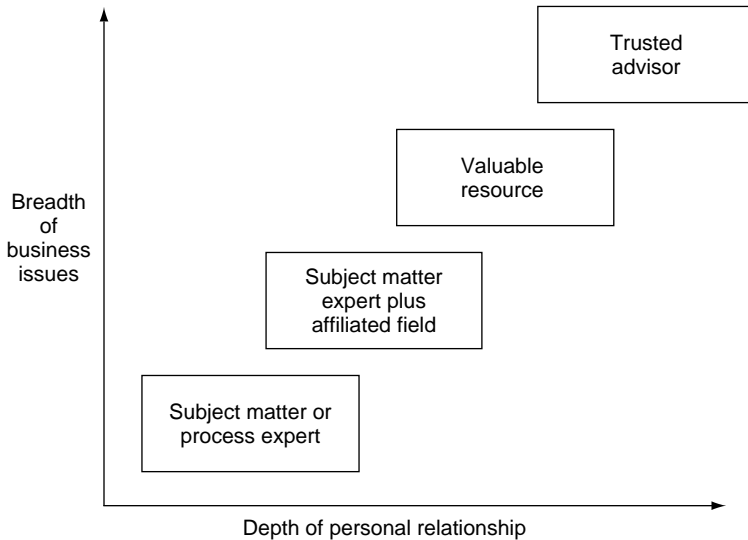 Trusted
advisor
Valuable
resource
Breadth
of
business
issues
Subject matter
expert plus
affiliated field
Subject matter or
process expert
Depth of personal relationship